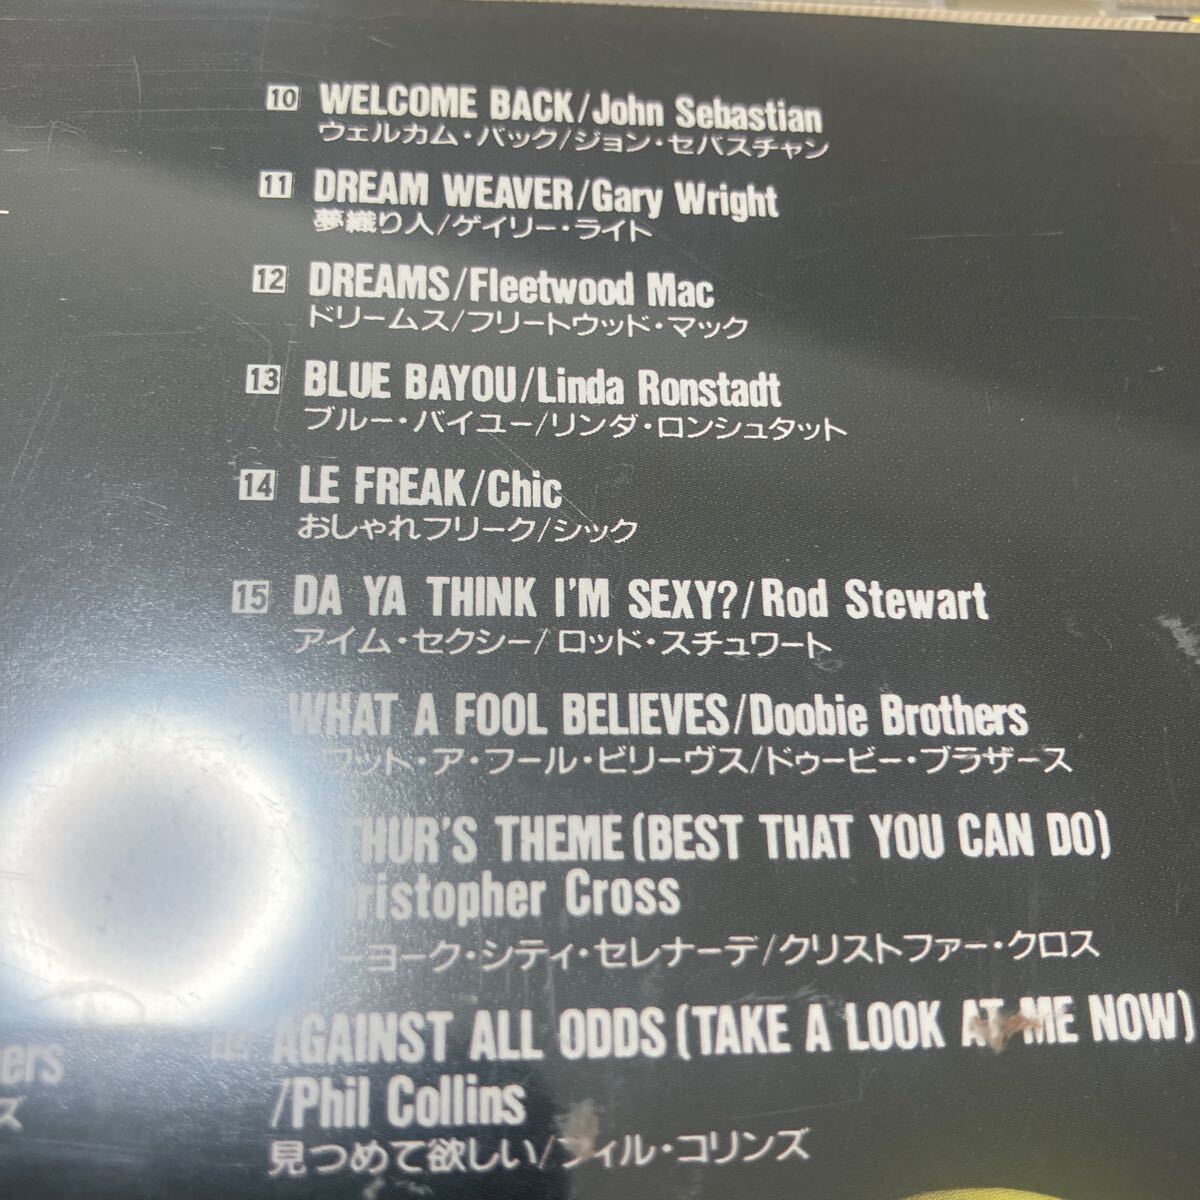 10 WELCOME BACK/John Sebastian
ウェルカム・バック/ジョン・セバスチャン
11 DREAM WEAVER/Gary Wright
夢織り人/ゲイリー・ライト
12 DREAMS/Fleetwood Mac
ドリームス/フリートウッド・マック
13 BLUE BAYOU/Linda Ronstadt
ブルー・バイユー/リンダ・ロンシュタット
14 LE FREAK/Chic
おしゃれフリーク/シック
15 DA YA THINK I'M SEXY?/Rod Stewart
アイム・セクシー/ロッド・スチュワート
WHAT A FOOL BELIEVES/Doobie Brothers
ワット・ア・フール・ビリーヴス/ドゥービー・ブラザース
THUR'S THEME(BEST THAT YOU CAN DO)
ristopher Cross
ーヨーク・シティ・セレナーデ/クリストファー・クロス
AGAINST ALL ODDS(TAKE A LOOK AT ME NOW)
/Phil Collins
見つめて欲しい/フィル・コリンズ
ers
ズ